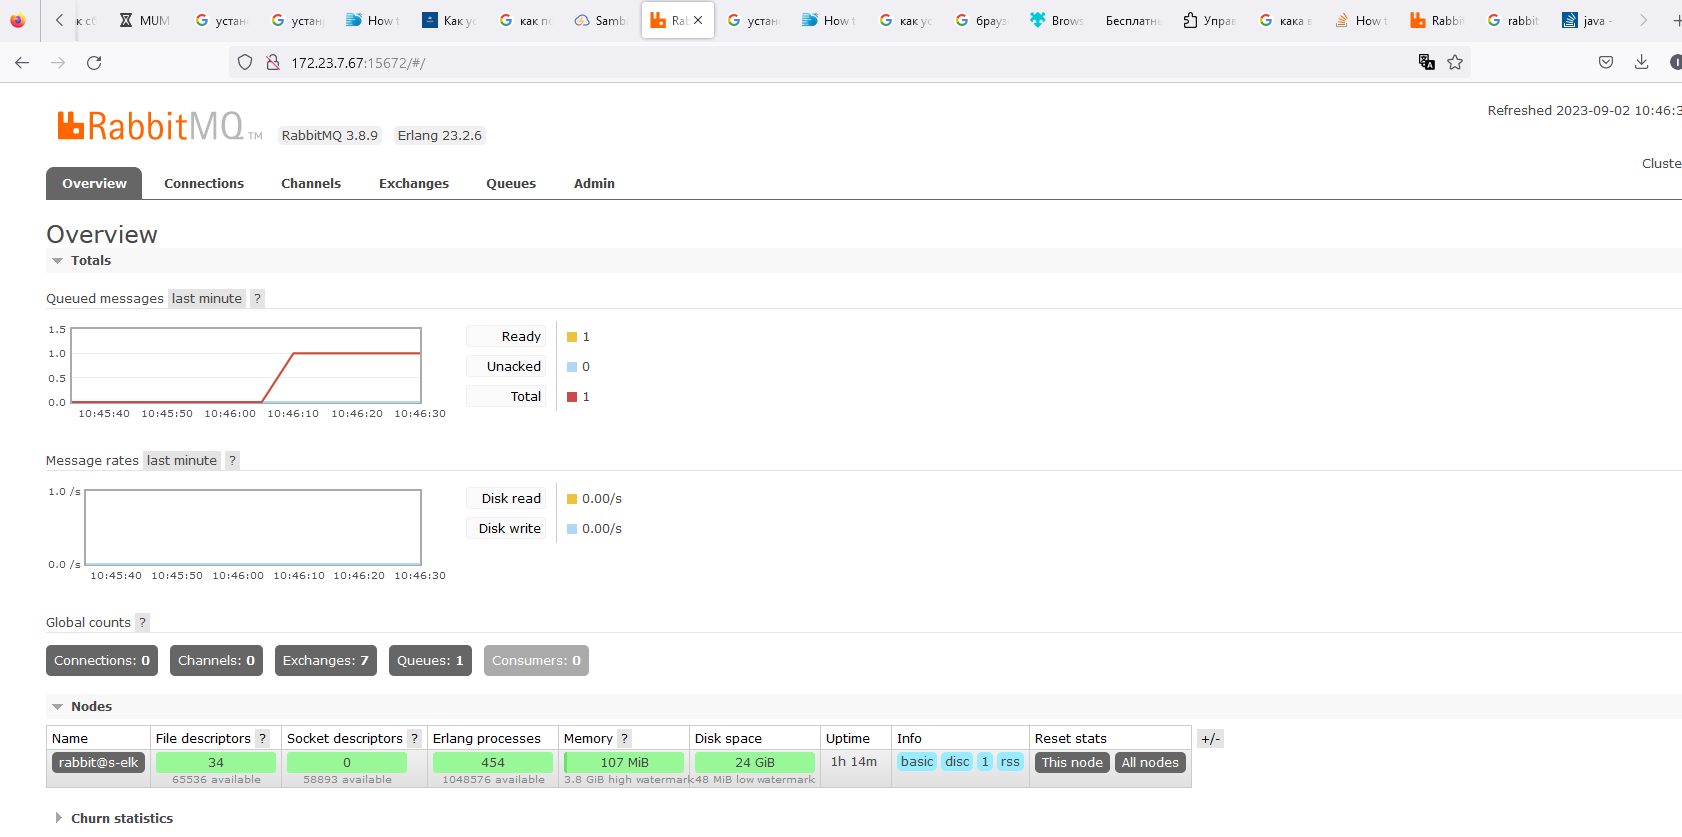 к сб MUM устан устан How t Как ус как по Samba Rab устан How t как ус брауз Brows Бесплатн Управ кака в How t Rabbit rabbit java -
172.23.7.67:15672/#/
RabbitMQ TM RabbitMQ 3.8.9 Erlang 23.2.6
Refreshed 2023-09-02 10:46:3
Cluste
Overview Connections Channels Exchanges Queues Admin
Overview
Totals
Queued messages last minute ?
1.5
1.0
0.5
0.0
10:45:40 10:45:50 10:46:00 10:46:10 10:46:20 10:46:30
Ready 1
Unacked 0
Total 1
Message rates last minute ?
1.0 /s
0.0 /s
10:45:40 10:45:50 10:46:00 10:46:10 10:46:20 10:46:30
Disk read 0.00/s
Disk write 0.00/s
Global counts ?
Connections: 0 Channels: 0 Exchanges: 7 Queues: 1 Consumers: 0
Nodes
Name File descriptors ? Socket descriptors ? Erlang processes Memory ? Disk space Uptime Info Reset stats +/-
rabbit@s-elk 34 0 454 107 MiB 24 GiB 1h 14m basic disc 1 rss This node All nodes
65536 available 58893 available 1048576 available 3.8 GiB high watermark 48 MiB low watermark
Churn statistics